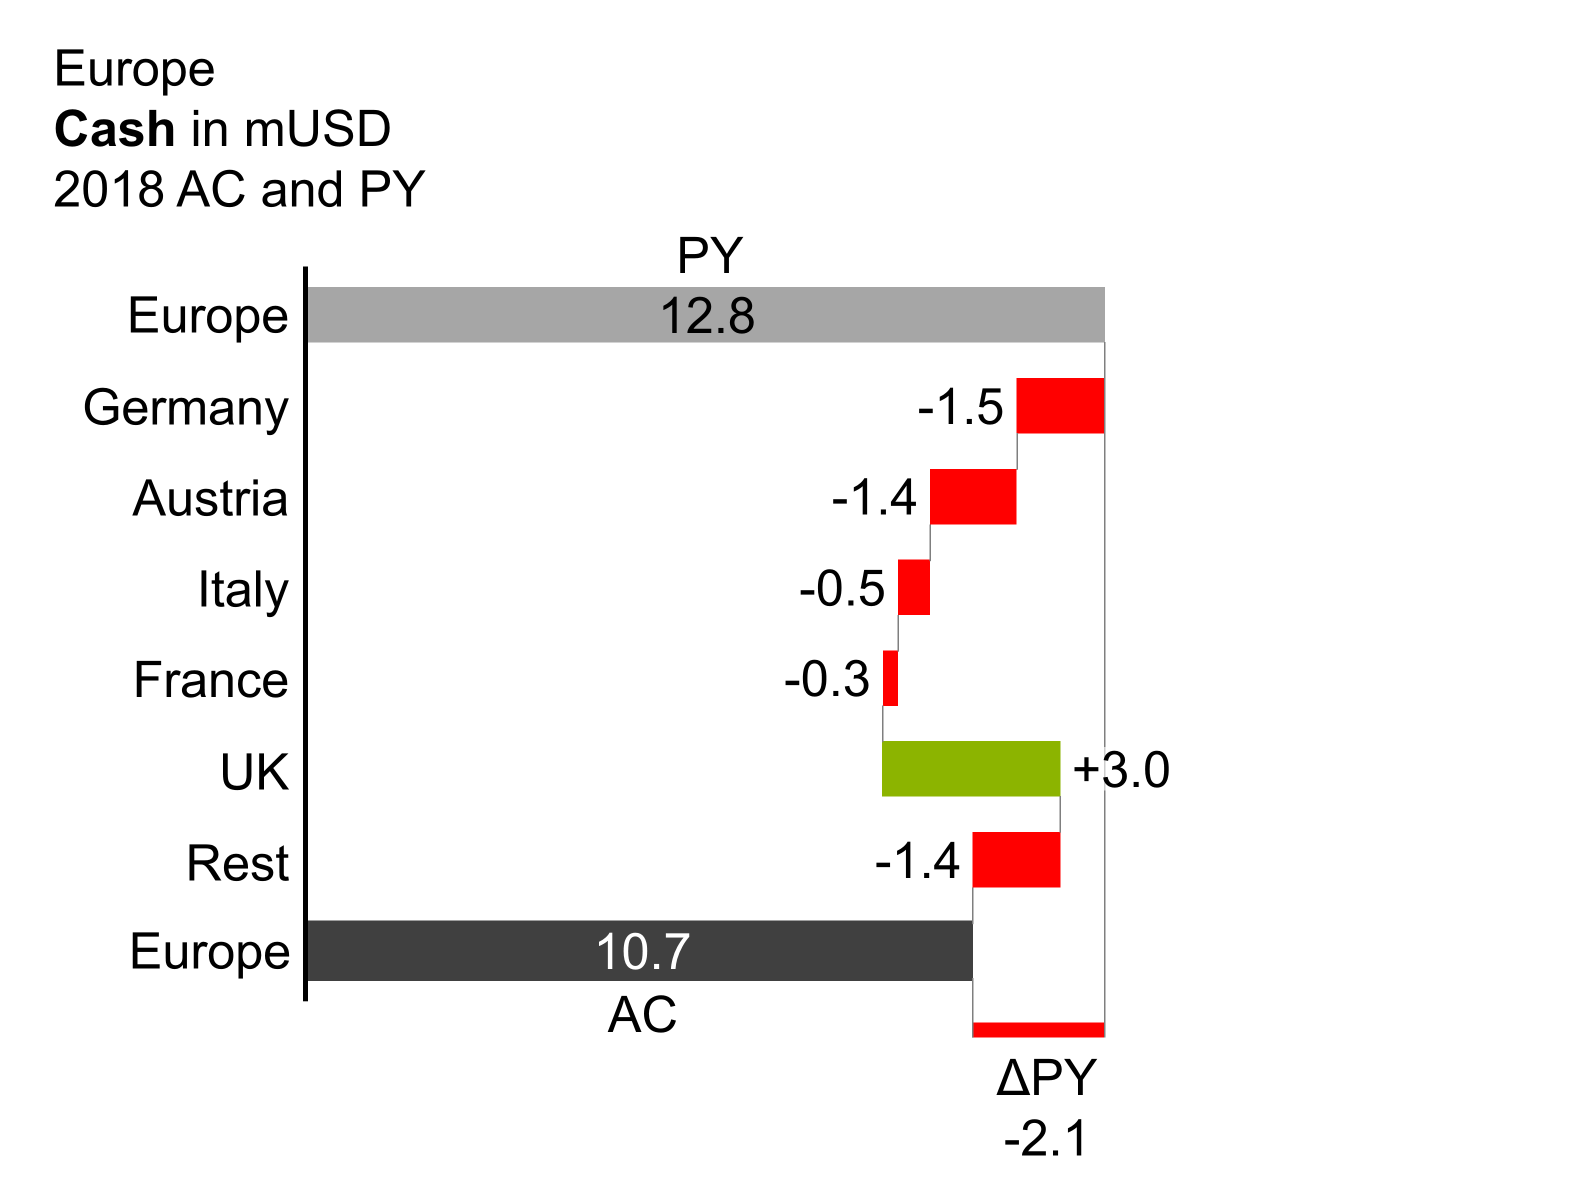 Europe
Cash in mUSD
2018 AC and PY
PY
Europe 12.8
Germany -1.5
Austria -1.4
Italy -0.5
France -0.3
UK +3.0
Rest -1.4
Europe 10.7
AC
ΔPY
-2.1